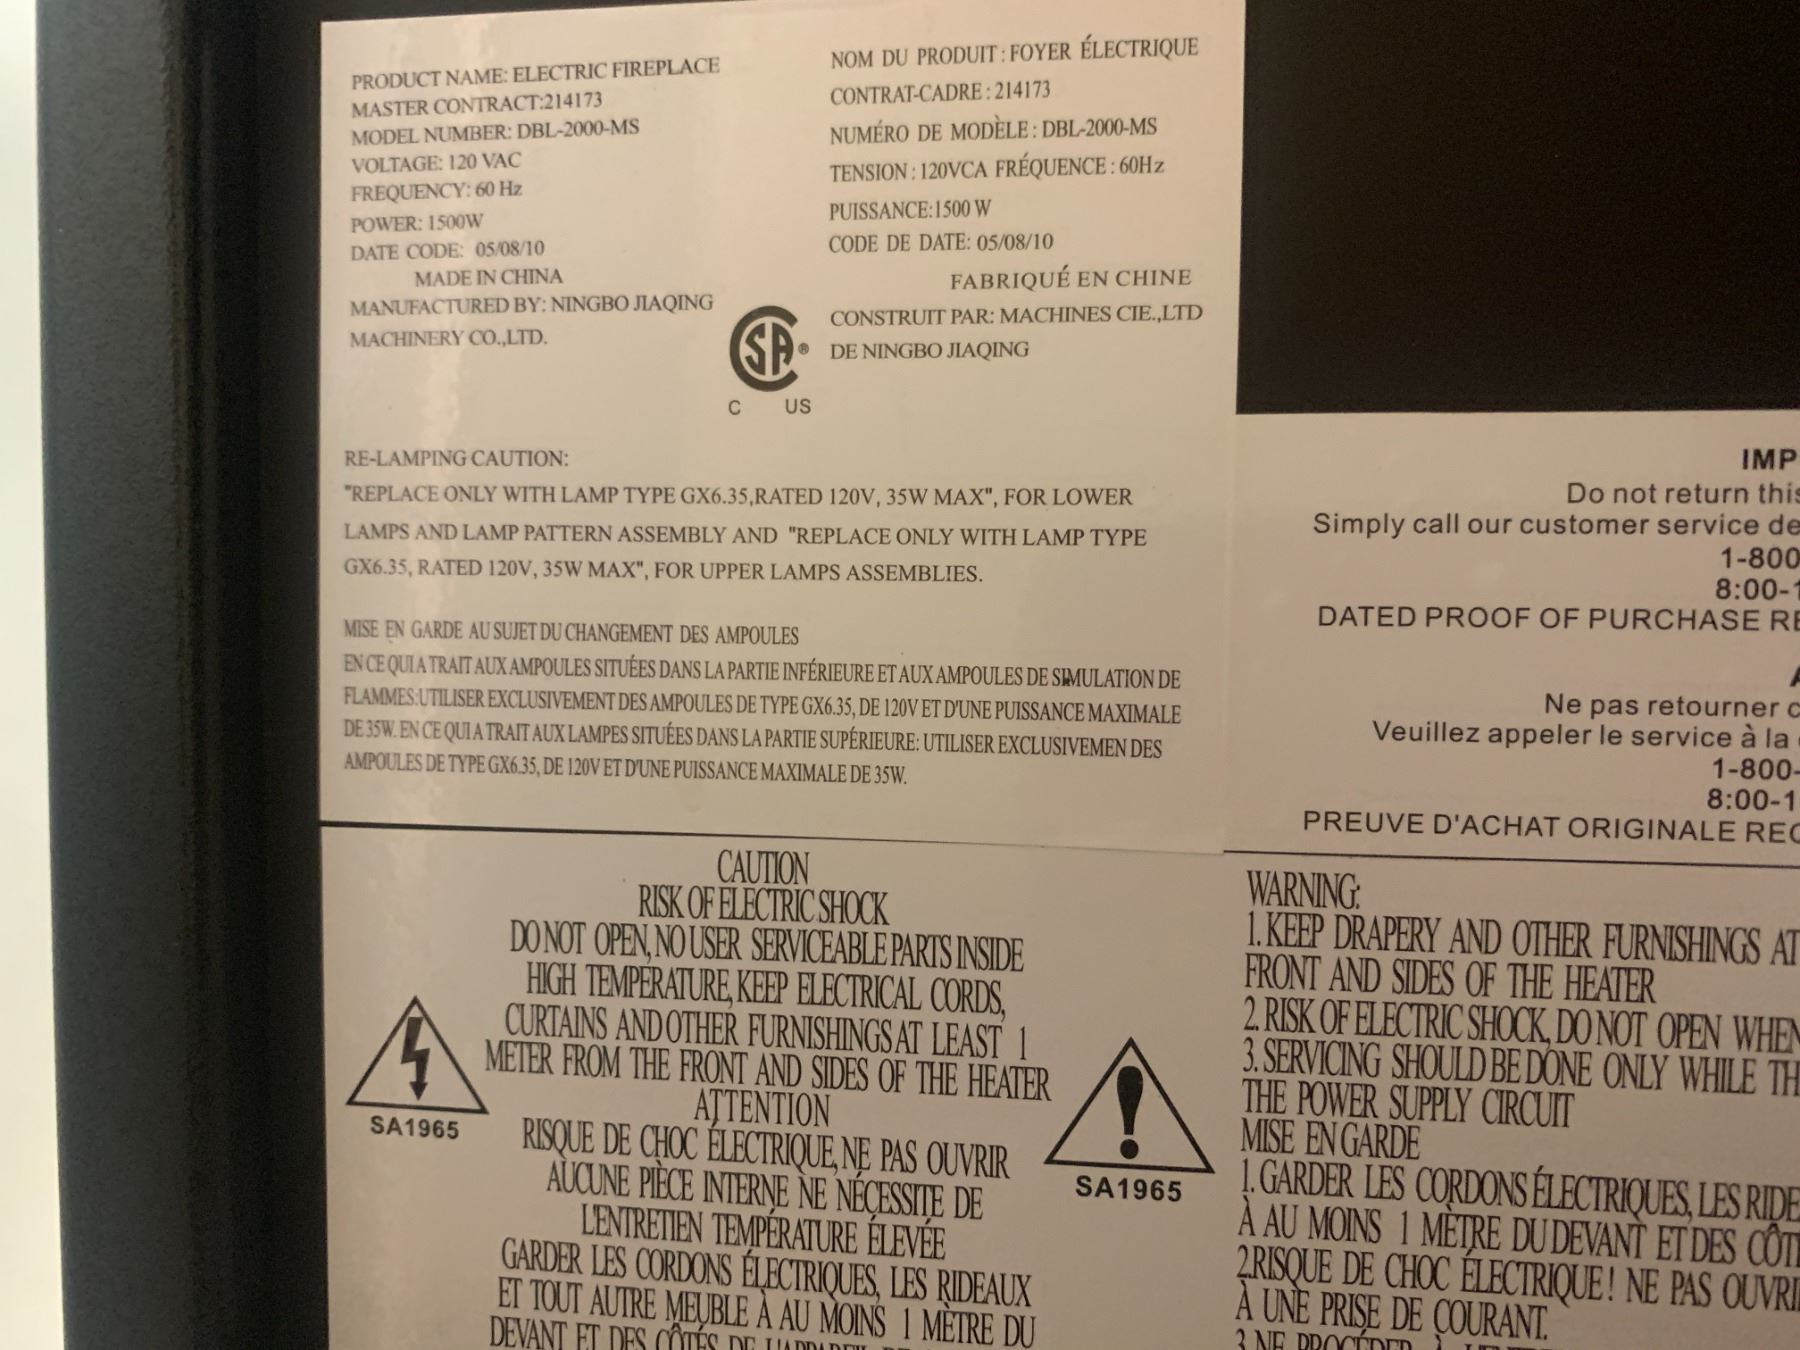 PRODUCT NAME: ELECTRIC FIREPLACE
MASTER CONTRACT:214173
MODEL NUMBER: DBL-2000-MS
VOLTAGE: 120 VAC
FREQUENCY: 60 Hz
POWER: 1500W
DATE CODE: 05/08/10
MADE IN CHINA
MANUFACTURED BY: NINGBO JIAQING
MACHINERY CO.,LTD.
NOM DU PRODUIT : FOYER ÉLECTRIQUE
CONTRAT-CADRE : 214173
NUMÉRO DE MODÈLE : DBL-2000-MS
TENSION : 120VCA FRÉQUENCE : 60Hz
PUISSANCE:1500 W
CODE DE DATE: 05/08/10
FABRIQUÉ EN CHINE
CONSTRUIT PAR: MACHINES CIE.,LTD
DE NINGBO JIAQING
SA ®
C US
RE-LAMPING CAUTION:
"REPLACE ONLY WITH LAMP TYPE GX6.35,RATED 120V, 35W MAX", FOR LOWER
LAMPS AND LAMP PATTERN ASSEMBLY AND "REPLACE ONLY WITH LAMP TYPE
GX6.35, RATED 120V, 35W MAX", FOR UPPER LAMPS ASSEMBLIES.
MISE EN GARDE AU SUJET DU CHANGEMENT DES AMPOULES
EN CE QUI A TRAIT AUX AMPOULES SITUÉES DANS LA PARTIE INFÉRIEURE ET AUX AMPOULES DE SIMULATION DE
FLAMMES:UTILISER EXCLUSIVEMENT DES AMPOULES DE TYPE GX6.35, DE 120V ET D'UNE PUISSANCE MAXIMALE
DE 35W. EN CE QUI A TRAIT AUX LAMPES SITUÉES DANS LA PARTIE SUPÉRIEURE: UTILISER EXCLUSIVEMEN DES
AMPOULES DE TYPE GX6.35, DE 120V ET D'UNE PUISSANCE MAXIMALE DE 35W.
IMP
Do not return this
Simply call our customer service de
1-800
8:00-1
DATED PROOF OF PURCHASE RE
Ne pas retourner c
Veuillez appeler le service à la
1-800-
8:00-1
PREUVE D'ACHAT ORIGINALE REC
CAUTION
RISK OF ELECTRIC SHOCK
DO NOT OPEN, NO USER SERVICEABLE PARTS INSIDE
HIGH TEMPERATURE, KEEP ELECTRICAL CORDS,
CURTAINS AND OTHER FURNISHINGS AT LEAST 1
METER FROM THE FRONT AND SIDES OF THE HEATER
ATTENTION
RISQUE DE CHOC ÉLECTRIQUE, NE PAS OUVRIR
AUCUNE PIÈCE INTERNE NE NÉCESSITE DE
L'ENTRETIEN TEMPÉRATURE ÉLEVÉE
GARDER LES CORDONS ÉLECTRIQUES, LES RIDEAUX
ET TOUT AUTRE MEUBLE À AU MOINS 1 MÈTRE DU
DEVANT ET DES CÔTÉS DE L'APPAREIL
SA1965
SA1965
WARNING:
1. KEEP DRAPERY AND OTHER FURNISHINGS AT
FRONT AND SIDES OF THE HEATER
2. RISK OF ELECTRIC SHOCK, DO NOT OPEN WHEN
3. SERVICING SHOULD BE DONE ONLY WHILE TH
THE POWER SUPPLY CIRCUIT
MISE EN GARDE
1. GARDER LES CORDONS ÉLECTRIQUES, LES RIDE
À AU MOINS 1 MÈTRE DU DEVANT ET DES CÔTÉ
2.RISQUE DE CHOC ÉLECTRIQUE! NE PAS OUVRI
À UNE PRISE DE COURANT.
3. NE PROCÉDER À